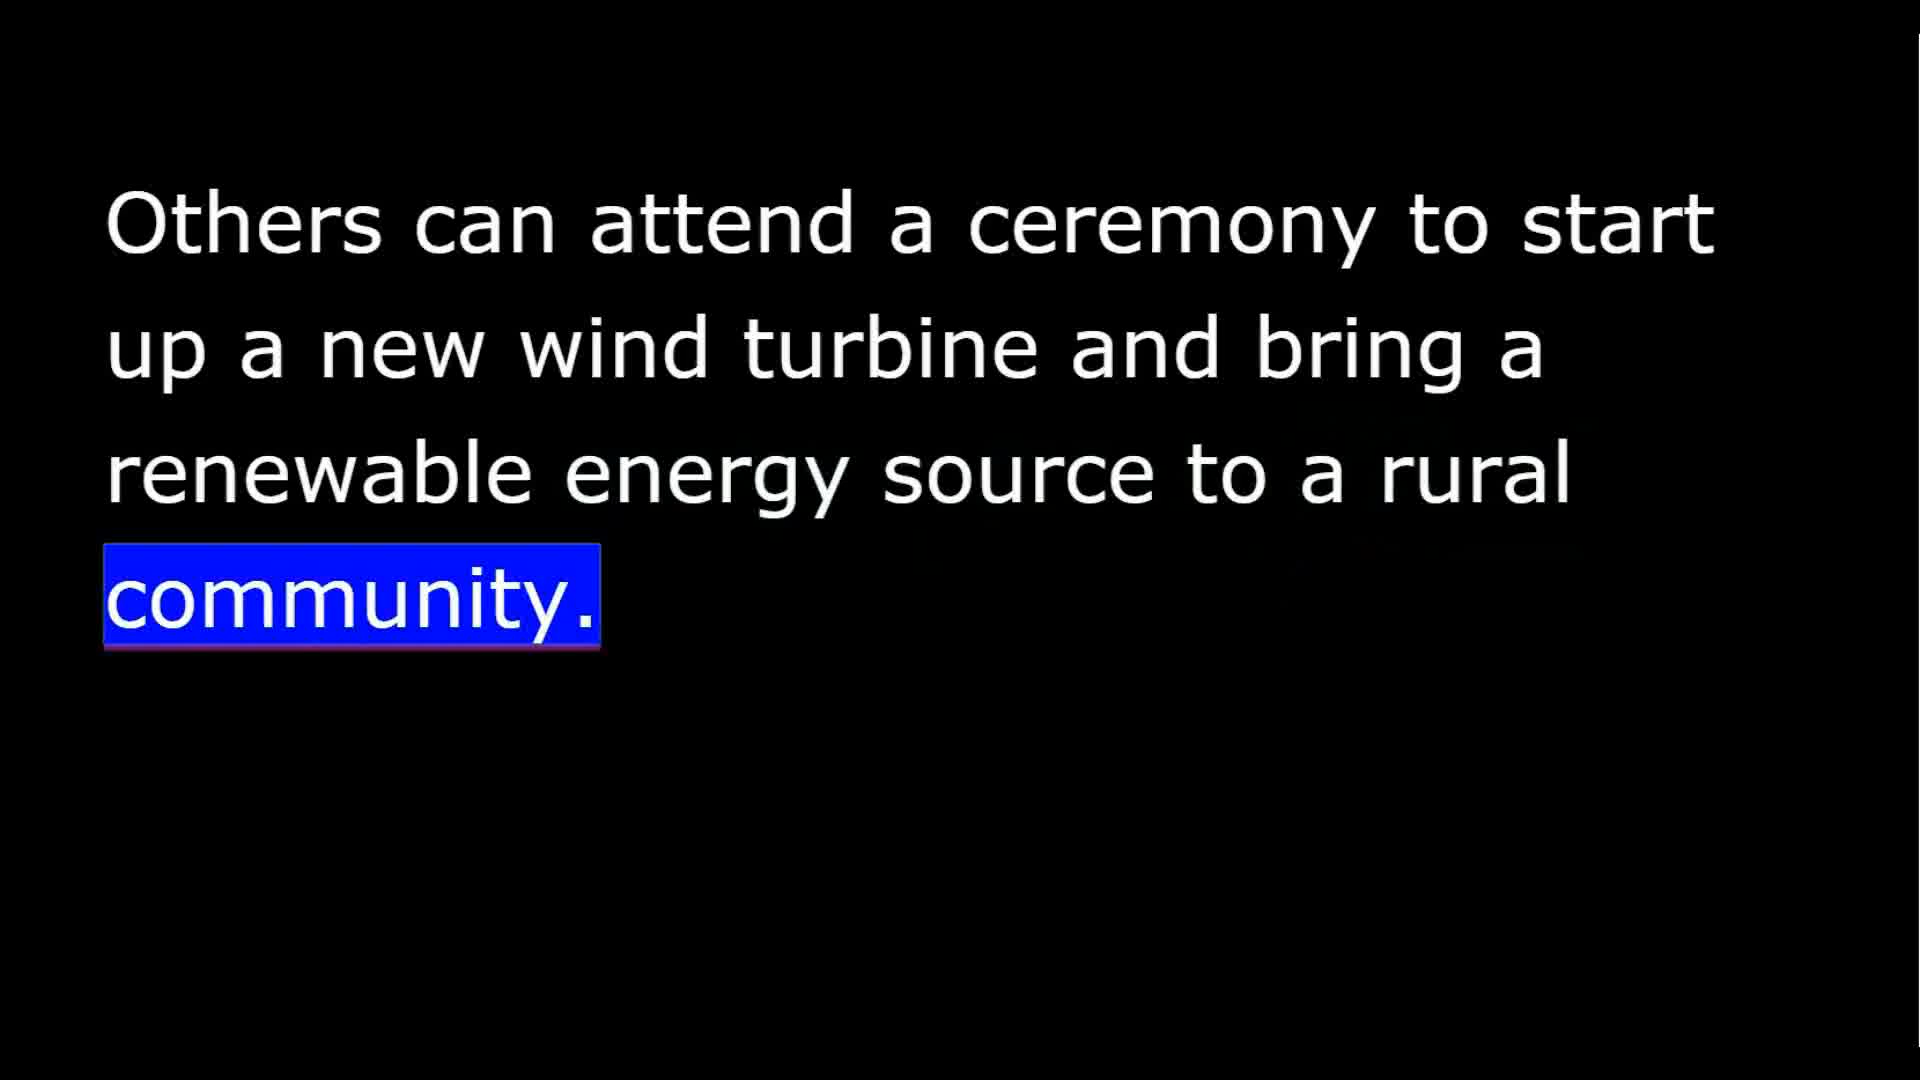 Others can attend a ceremony to start
up a new wind turbine and bring a
renewable energy source to a rural
community.